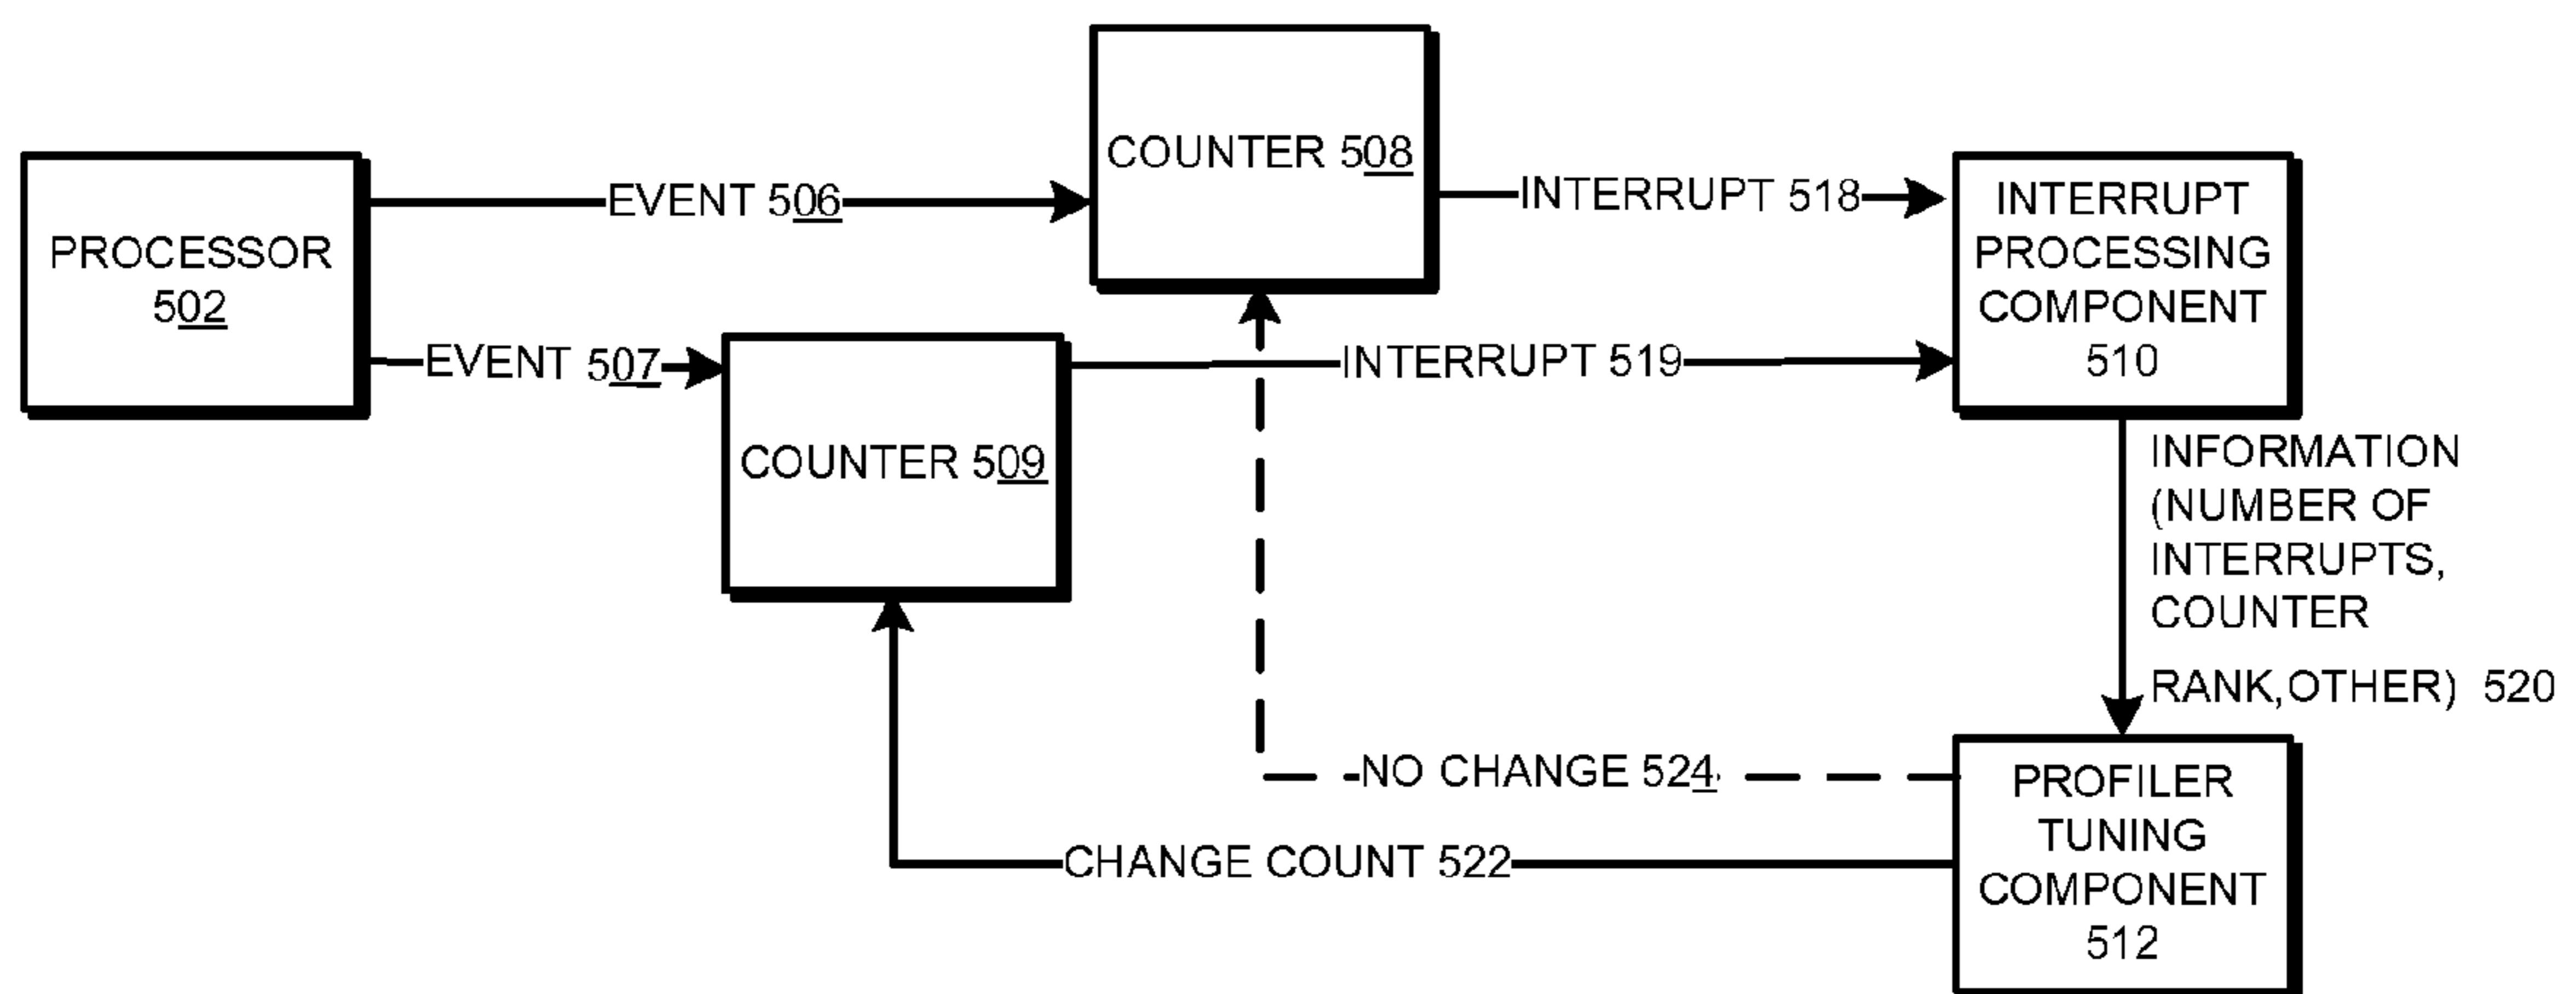 COUNTER 508
EVENT 506
INTERRUPT 518
PROCESSOR
502
INTERRUPT
PROCESSING
COMPONENT
510
EVENT 507
INTERRUPT 519
COUNTER 509
INFORMATION
(NUMBER OF
INTERRUPTS,
COUNTER
RANK,OTHER) 520
NO CHANGE 524
CHANGE COUNT 522
PROFILER
TUNING
COMPONENT
512